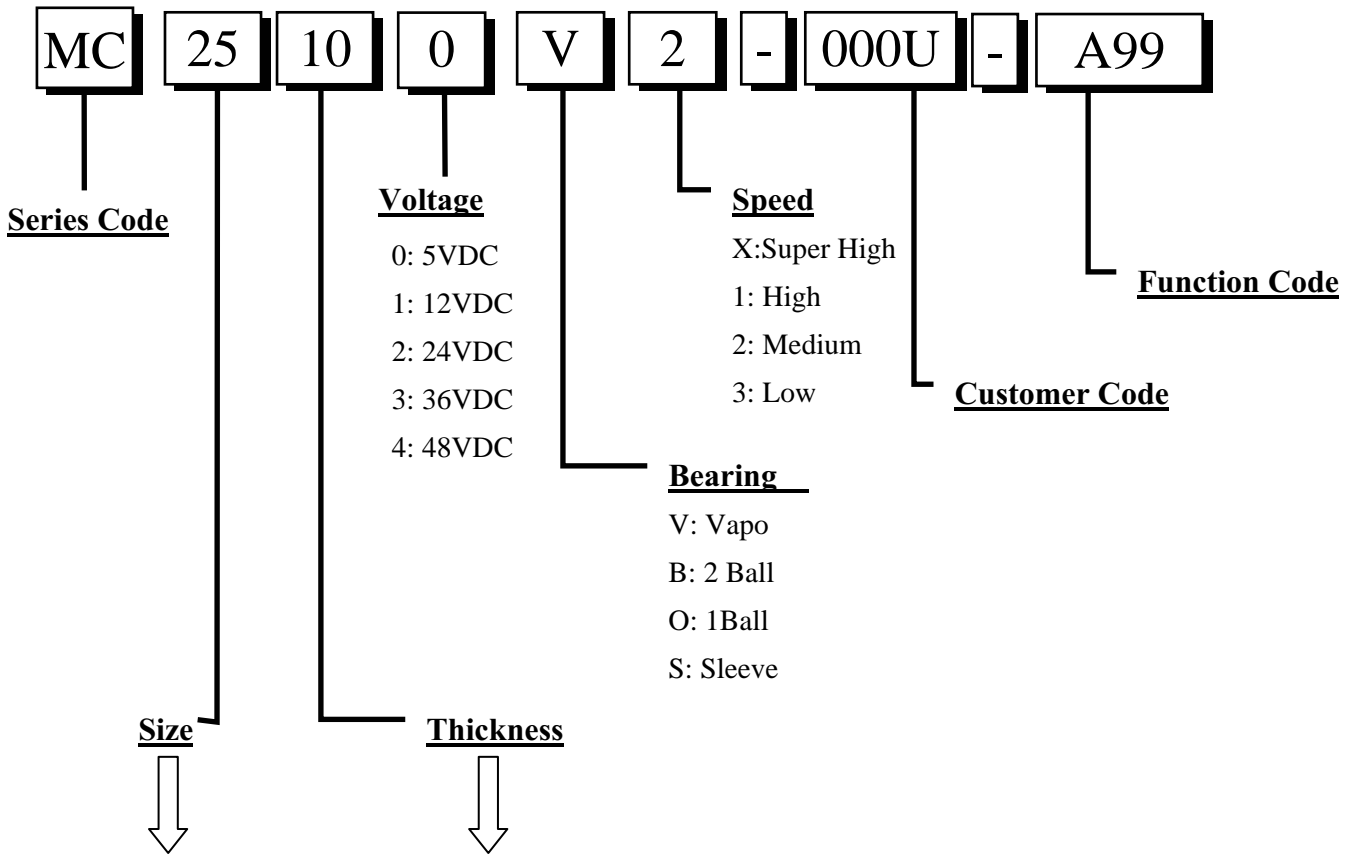 MC 25 10 0 V 2 - 000U - A99
Series Code
Voltage
0: 5VDC
1: 12VDC
2: 24VDC
3: 36VDC
4: 48VDC
Speed
X:Super High
1: High
2: Medium
3: Low
Function Code
Customer Code
Bearing
V: Vapo
B: 2 Ball
O: 1Ball
S: Sleeve
Size
Thickness